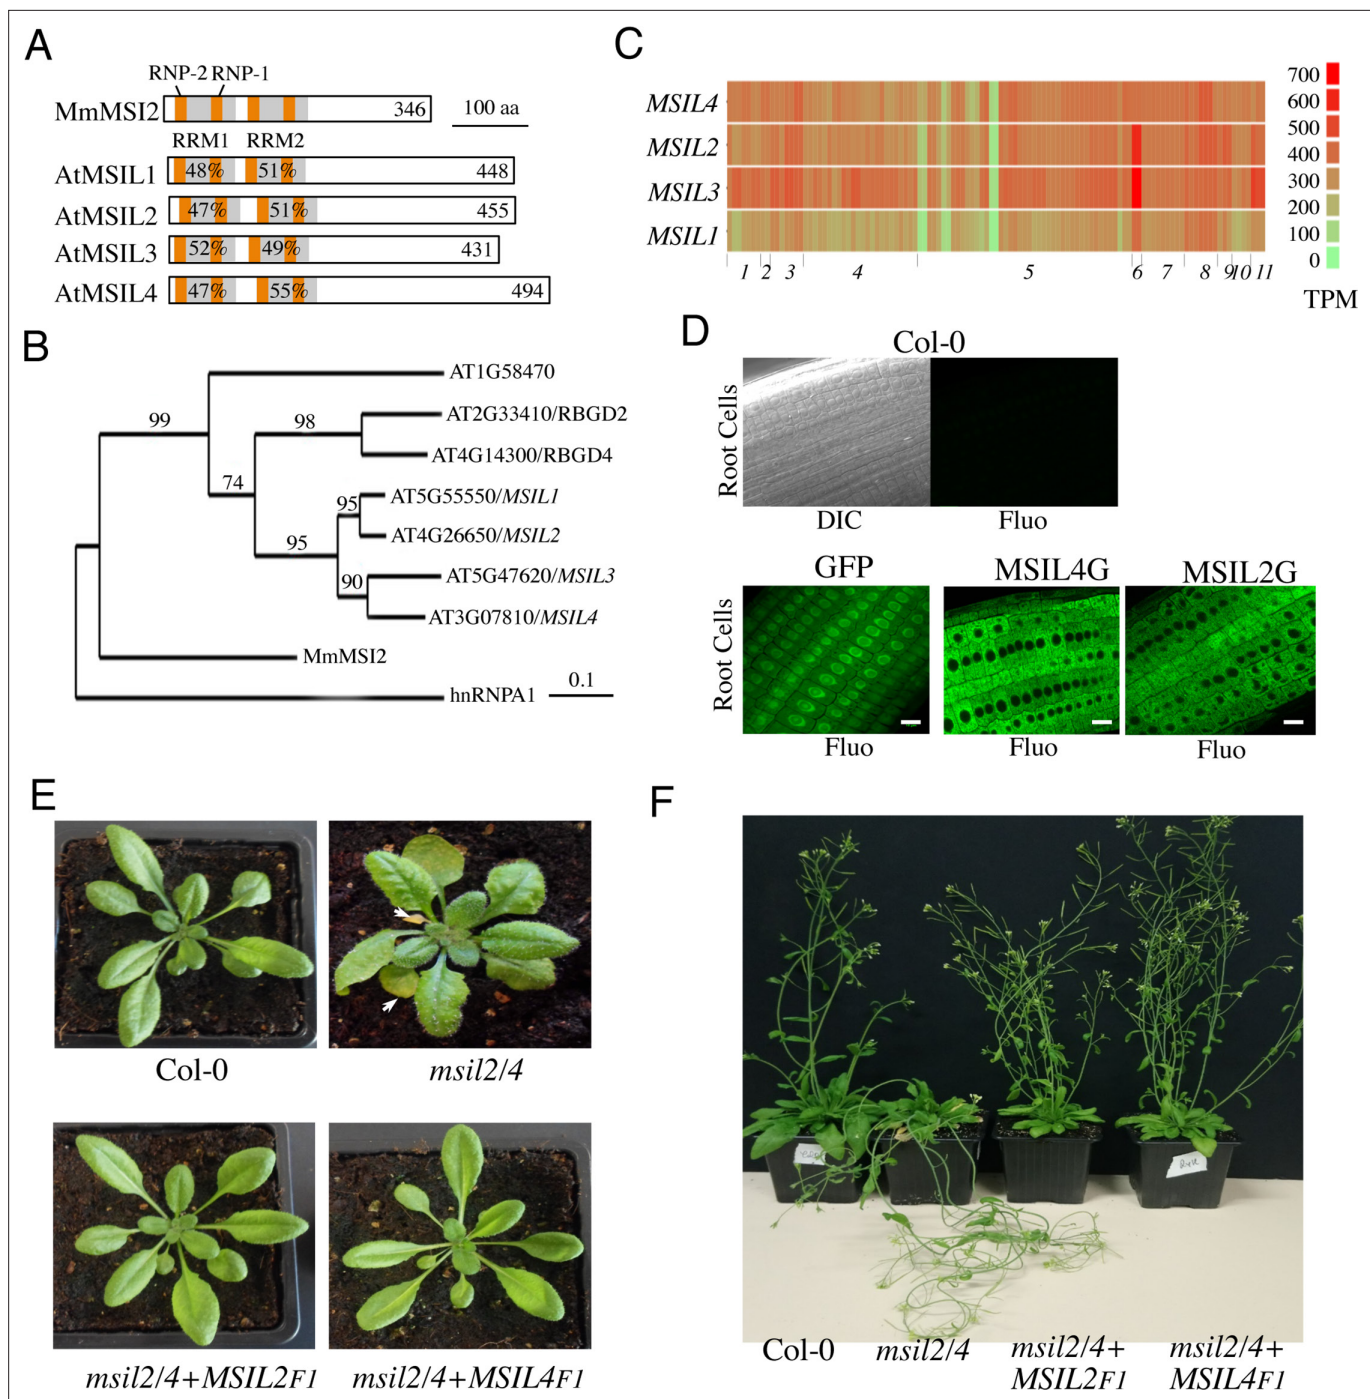 A
RNP-2 RNP-1
MmMSI2 346 100 aa
RRM1 RRM2
AtMSIL1 48% 51% 448
AtMSIL2 47% 51% 455
AtMSIL3 52% 49% 431
AtMSIL4 47% 55% 494
B
99
98
74
95
95
90
AT1G58470
AT2G33410/RBGD2
AT4G14300/RBGD4
AT5G55550/MSIL1
AT4G26650/MSIL2
AT5G47620/MSIL3
AT3G07810/MSIL4
MmMSI2
hnRNPA1
0.1
C
MSIL4
MSIL2
MSIL3
MSIL1
1 2 3 4 5 6 7 8 9 10 11
700
600
500
400
300
200
100
0
TPM
D
Col-0
Root Cells
DIC Fluo
GFP MSIL4G MSIL2G
Root Cells
Fluo Fluo Fluo
E
Col-0 msil2/4
msil2/4+MSIL2F1 msil2/4+MSIL4F1
F
Col-0 msil2/4 msil2/4+ msil2/4+
MSIL2F1 MSIL4F1